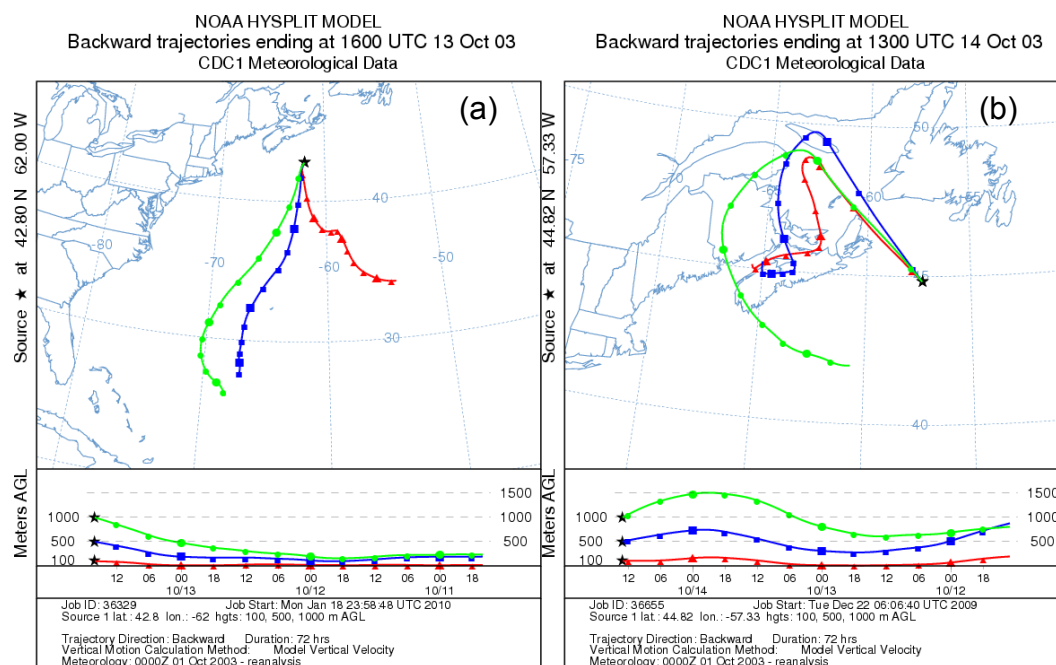 NOAA HYSPLIT MODEL
Backward trajectories ending at 1600 UTC 13 Oct 03
CDC1 Meteorological Data
(a)
Source ★ at 42.80 N 62.00 W
40
-50
-60
-70
-80
30
Meters AGL
1500
1000 1000
500 500
100
12 06 00 18 12 06 00 18 12 06 00 18
10/13 10/12 10/11
Job ID: 36329 Job Start: Mon Jan 18 23:58:48 UTC 2010
Source 1 lat.: 42.8 lon.: -62 hgts: 100, 500, 1000 m AGL
Trajectory Direction: Backward Duration: 72 hrs
Vertical Motion Calculation Method: Model Vertical Velocity
Meteorology: 0000Z 01 Oct 2003 - reanalysis
NOAA HYSPLIT MODEL
Backward trajectories ending at 1300 UTC 14 Oct 03
CDC1 Meteorological Data
(b)
Source ★ at 44.82 N 57.33 W
50
-75
-60
-55
45
40
Meters AGL
1500
1000 1000
500 500
100
12 06 00 18 12 06 00 18 12 06 00 18
10/14 10/13 10/12
Job ID: 36655 Job Start: Tue Dec 22 06:06:40 UTC 2009
Source 1 lat.: 44.82 lon.: -57.33 hgts: 100, 500, 1000 m AGL
Trajectory Direction: Backward Duration: 72 hrs
Vertical Motion Calculation Method: Model Vertical Velocity
Meteorology: 0000Z 01 Oct 2003 - reanalysis